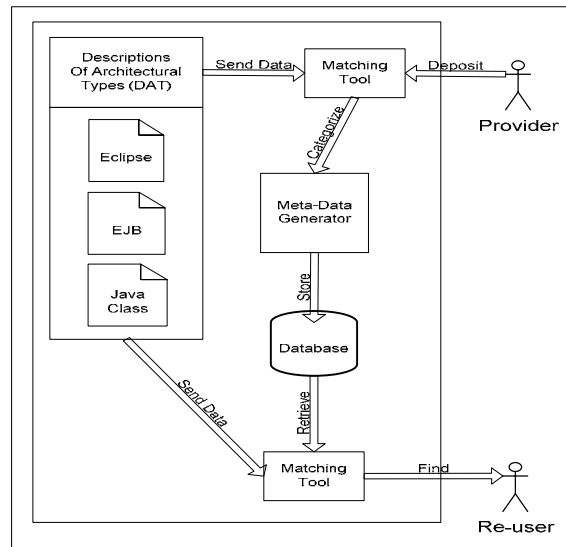 Descriptions
Of Architectural
Types (DAT)
Send Data
Matching
Tool
Deposit
Provider
Categorize
Eclipse
EJB
Java
Class
Meta-Data
Generator
Store
Database
Send Data
Retrieve
Matching
Tool
Find
Re-user